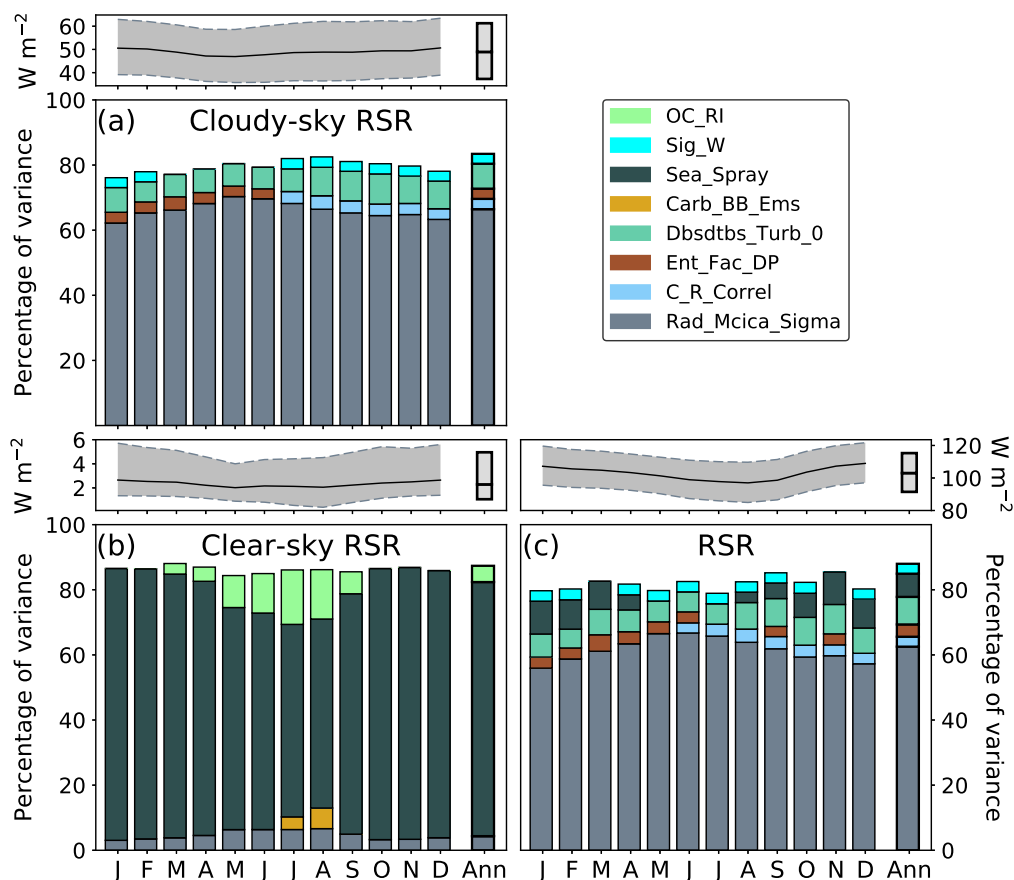 W m−2
60
50
40
Percentage of variance
100
80
60
40
20
(a)
Cloudy-sky RSR
OC_RI
Sig_W
Sea_Spray
Carb_BB_Ems
Dbsdtbs_Turb_0
Ent_Fac_DP
C_R_Correl
Rad_Mcica_Sigma
W m−2
6
4
2
120
100
80
W m−2
Percentage of variance
100
80
60
40
20
0
(b)
Clear-sky RSR
(c)
RSR
80
60
40
20
0
Percentage of variance
J F M A M J J A S O N D Ann
J F M A M J J A S O N D Ann